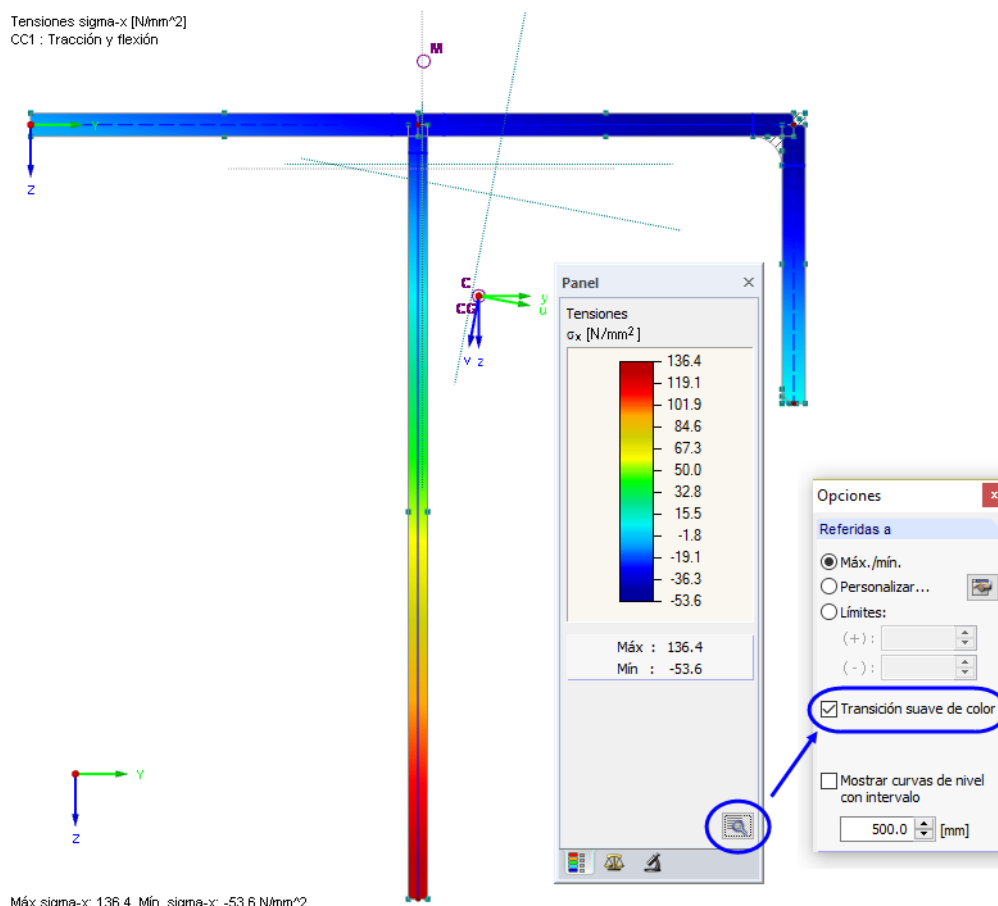 Tensiones sigma-x [N/mm^2]
CC1 : Tracción y flexión
M
Y
Z
C
CG
y
u
v z
Panel
Tensiones
σx [N/mm²]
136.4
119.1
101.9
84.6
67.3
50.0
32.8
15.5
-1.8
-19.1
-36.3
-53.6
Máx : 136.4
Mín : -53.6
Opciones
Referidas a
Máx./mín.
Personalizar...
Límites:
(+):
(-):
Transición suave de color
Mostrar curvas de nivel
con intervalo
500.0 [mm]
Y
Z
Máx sigma-x: 136.4, Mín. sigma-x: -53.6 N/mm^2